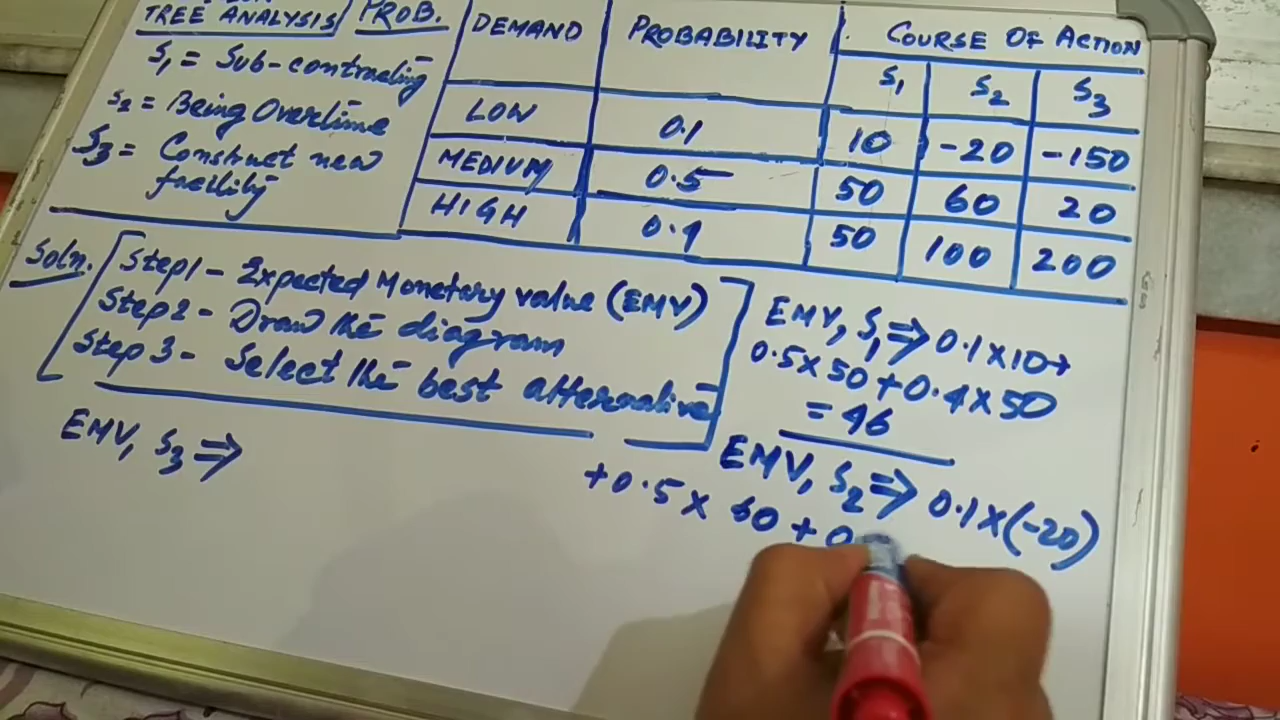 TREE ANALYSIS PROB.
S1 = Sub-contracting
S2 = Being Overtime
S3 = Construct new
facility
DEMAND PROBABILITY COURSE OF ACTION
S1 S2 S3
LOW 0.1 10 -20 -150
MEDIUM 0.5 50 60 20
HIGH 0.4 50 100 200
Soln.
Step1 - Expected Monetary value (EMV)
Step2 - Draw the diagram
Step 3 - Select the best alternative
EMV, S1 ⇒ 0.1×10+
0.5×50+0.4×50
= 46
EMV, S2 ⇒ 0.1×(-20)
+0.5× 60 + 0
EMV, S3 ⇒